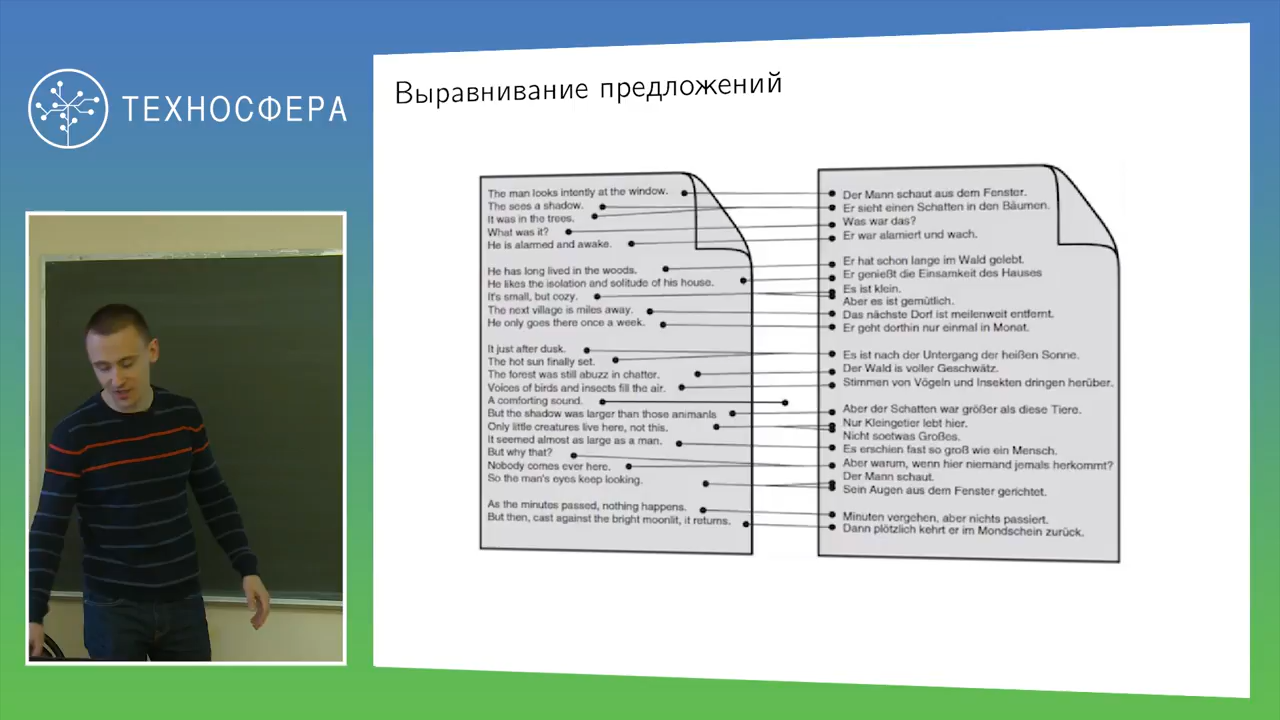 ТЕХНОСФЕРА
Выравнивание предложений
The man looks intently at the window.
The sees a shadow.
It was in the trees.
What was it?
He is alarmed and awake.
He has long lived in the woods.
He likes the isolation and solitude of his house.
It's small, but cozy.
The next village is miles away.
He only goes there once a week.
It just after dusk.
The hot sun finally set.
The forest was still abuzz in chatter.
Voices of birds and insects fill the air.
A comforting sound.
But the shadow was larger than those animanls
Only little creatures live here, not this.
It seemed almost as large as a man.
But why that?
Nobody comes ever here.
So the man's eyes keep looking.
As the minutes passed, nothing happens.
But then, cast against the bright moonlit, it returns.
Der Mann schaut aus dem Fenster.
Er sieht einen Schatten in den Bäumen.
Was war das?
Er war alamiert und wach.
Er hat schon lange im Wald gelebt.
Er genießt die Einsamkeit des Hauses
Es ist klein.
Aber es ist gemütlich.
Das nächste Dorf ist meilenweit entfernt.
Er geht dorthin nur einmal in Monat.
Es ist nach der Untergang der heißen Sonne.
Der Wald is voller Geschwätz.
Stimmen von Vögeln und Insekten dringen herüber.
Aber der Schatten war größer als diese Tiere.
Nur Kleingetier lebt hier.
Nicht soetwas Großes.
Es erschien fast so groß wie ein Mensch.
Aber warum, wenn hier niemand jemals herkommt?
Der Mann schaut.
Sein Augen aus dem Fenster gerichtet.
Minuten vergehen, aber nichts passiert.
Dann plötzlich kehrt er im Mondschein zurück.